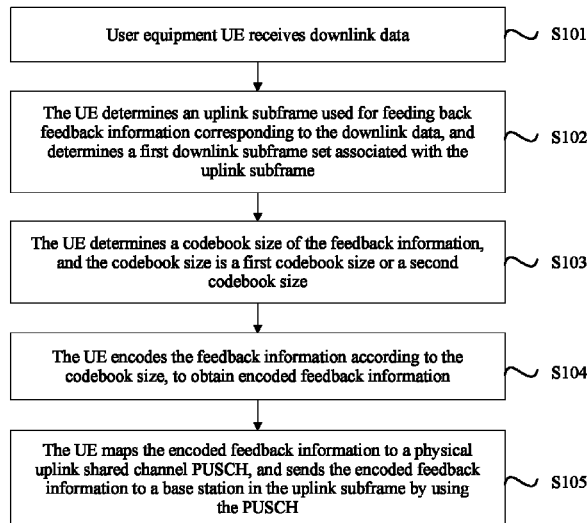 User equipment UE receives downlink data
S101
The UE determines an uplink subframe used for feeding back
feedback information corresponding to the downlink data, and
determines a first downlink subframe set associated with the
uplink subframe
S102
The UE determines a codebook size of the feedback information,
and the codebook size is a first codebook size or a second
codebook size
S103
The UE encodes the feedback information according to the
codebook size, to obtain encoded feedback information
S104
The UE maps the encoded feedback information to a physical
uplink shared channel PUSCH, and sends the encoded feedback
information to a base station in the uplink subframe by using
the PUSCH
S105